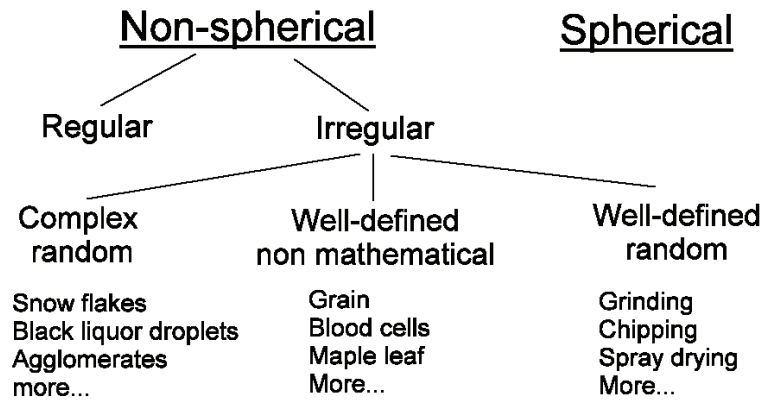 Non-spherical
Spherical
Regular
Irregular
Complex
random
Well-defined
non mathematical
Well-defined
random
Snow flakes
Black liquor droplets
Agglomerates
more...
Grain
Blood cells
Maple leaf
More...
Grinding
Chipping
Spray drying
More...